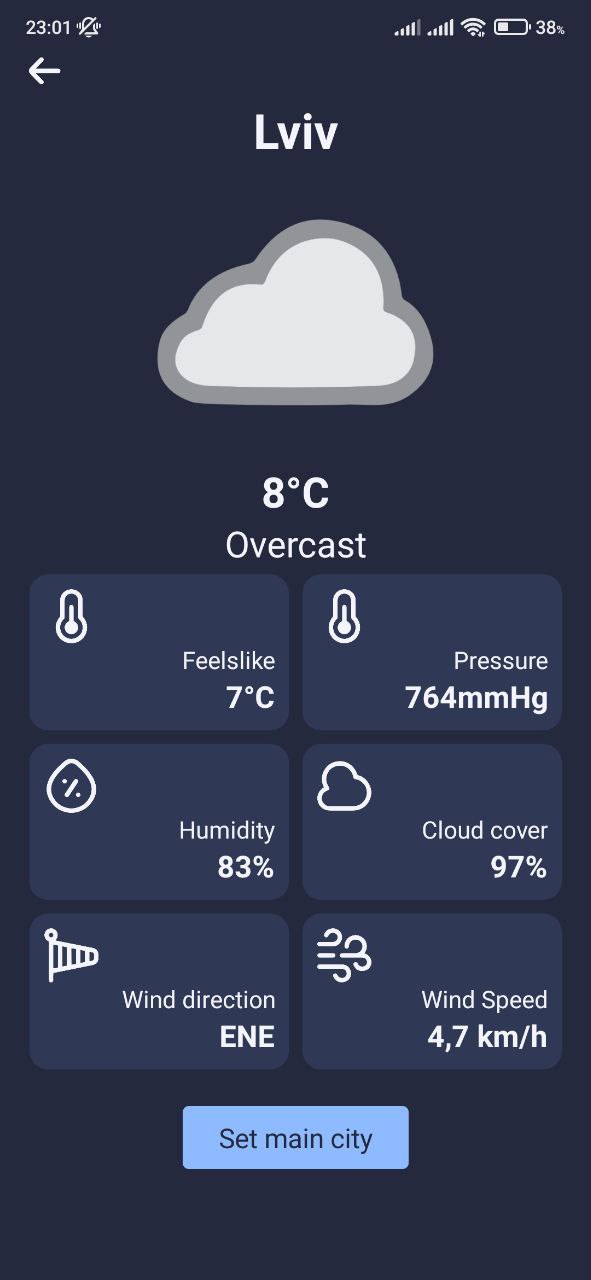 23:01 38%
Lviv
8°C
Overcast
Feelslike
7°C
Pressure
764mmHg
Humidity
83%
Cloud cover
97%
Wind direction
ENE
Wind Speed
4,7 km/h
Set main city